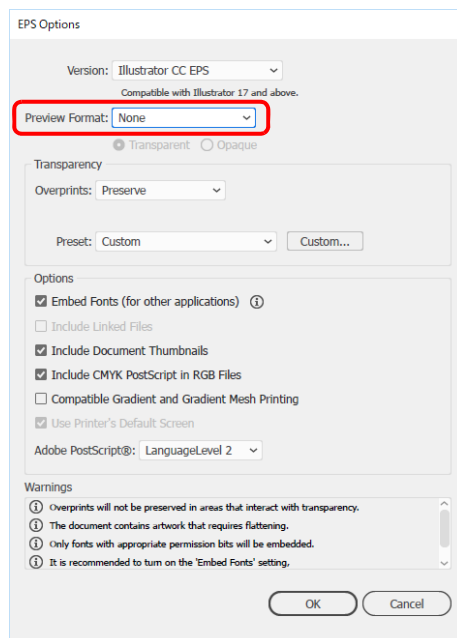 EPS Options
Version: Illustrator CC EPS
Compatible with Illustrator 17 and above.
Preview Format: None
Transparent Opaque
Transparency
Overprints: Preserve
Preset: Custom Custom...
Options
Embed Fonts (for other applications)
Include Linked Files
Include Document Thumbnails
Include CMYK PostScript in RGB Files
Compatible Gradient and Gradient Mesh Printing
Use Printer's Default Screen
Adobe PostScript®: LanguageLevel 2
Warnings
Overprints will not be preserved in areas that interact with transparency.
The document contains artwork that requires flattening.
Only fonts with appropriate permission bits will be embedded.
It is recommended to turn on the 'Embed Fonts' setting,
OK Cancel